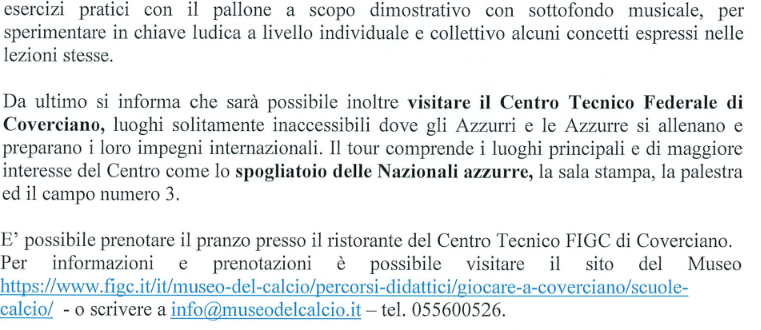 esercizi pratici con il pallone a scopo dimostrativo con sottofondo musicale, per
sperimentare in chiave ludica a livello individuale e collettivo alcuni concetti espressi nelle
lezioni stesse.
Da ultimo si informa che sarà possibile inoltre visitare il Centro Tecnico Federale di
Coverciano, luoghi solitamente inaccessibili dove gli Azzurri e le Azzurre si allenano e
preparano i loro impegni internazionali. Il tour comprende i luoghi principali e di maggiore
interesse del Centro come lo spogliatoio delle Nazionali azzurre, la sala stampa, la palestra
ed il campo numero 3.
E’ possibile prenotare il pranzo presso il ristorante del Centro Tecnico FIGC di Coverciano.
Per informazioni e prenotazioni è possibile visitare il sito del Museo
https://www.figc.it/it/museo-del-calcio/percorsi-didattici/giocare-a-coverciano/scuole-
calcio/ - o scrivere a info@museodelcalcio.it – tel. 055600526.